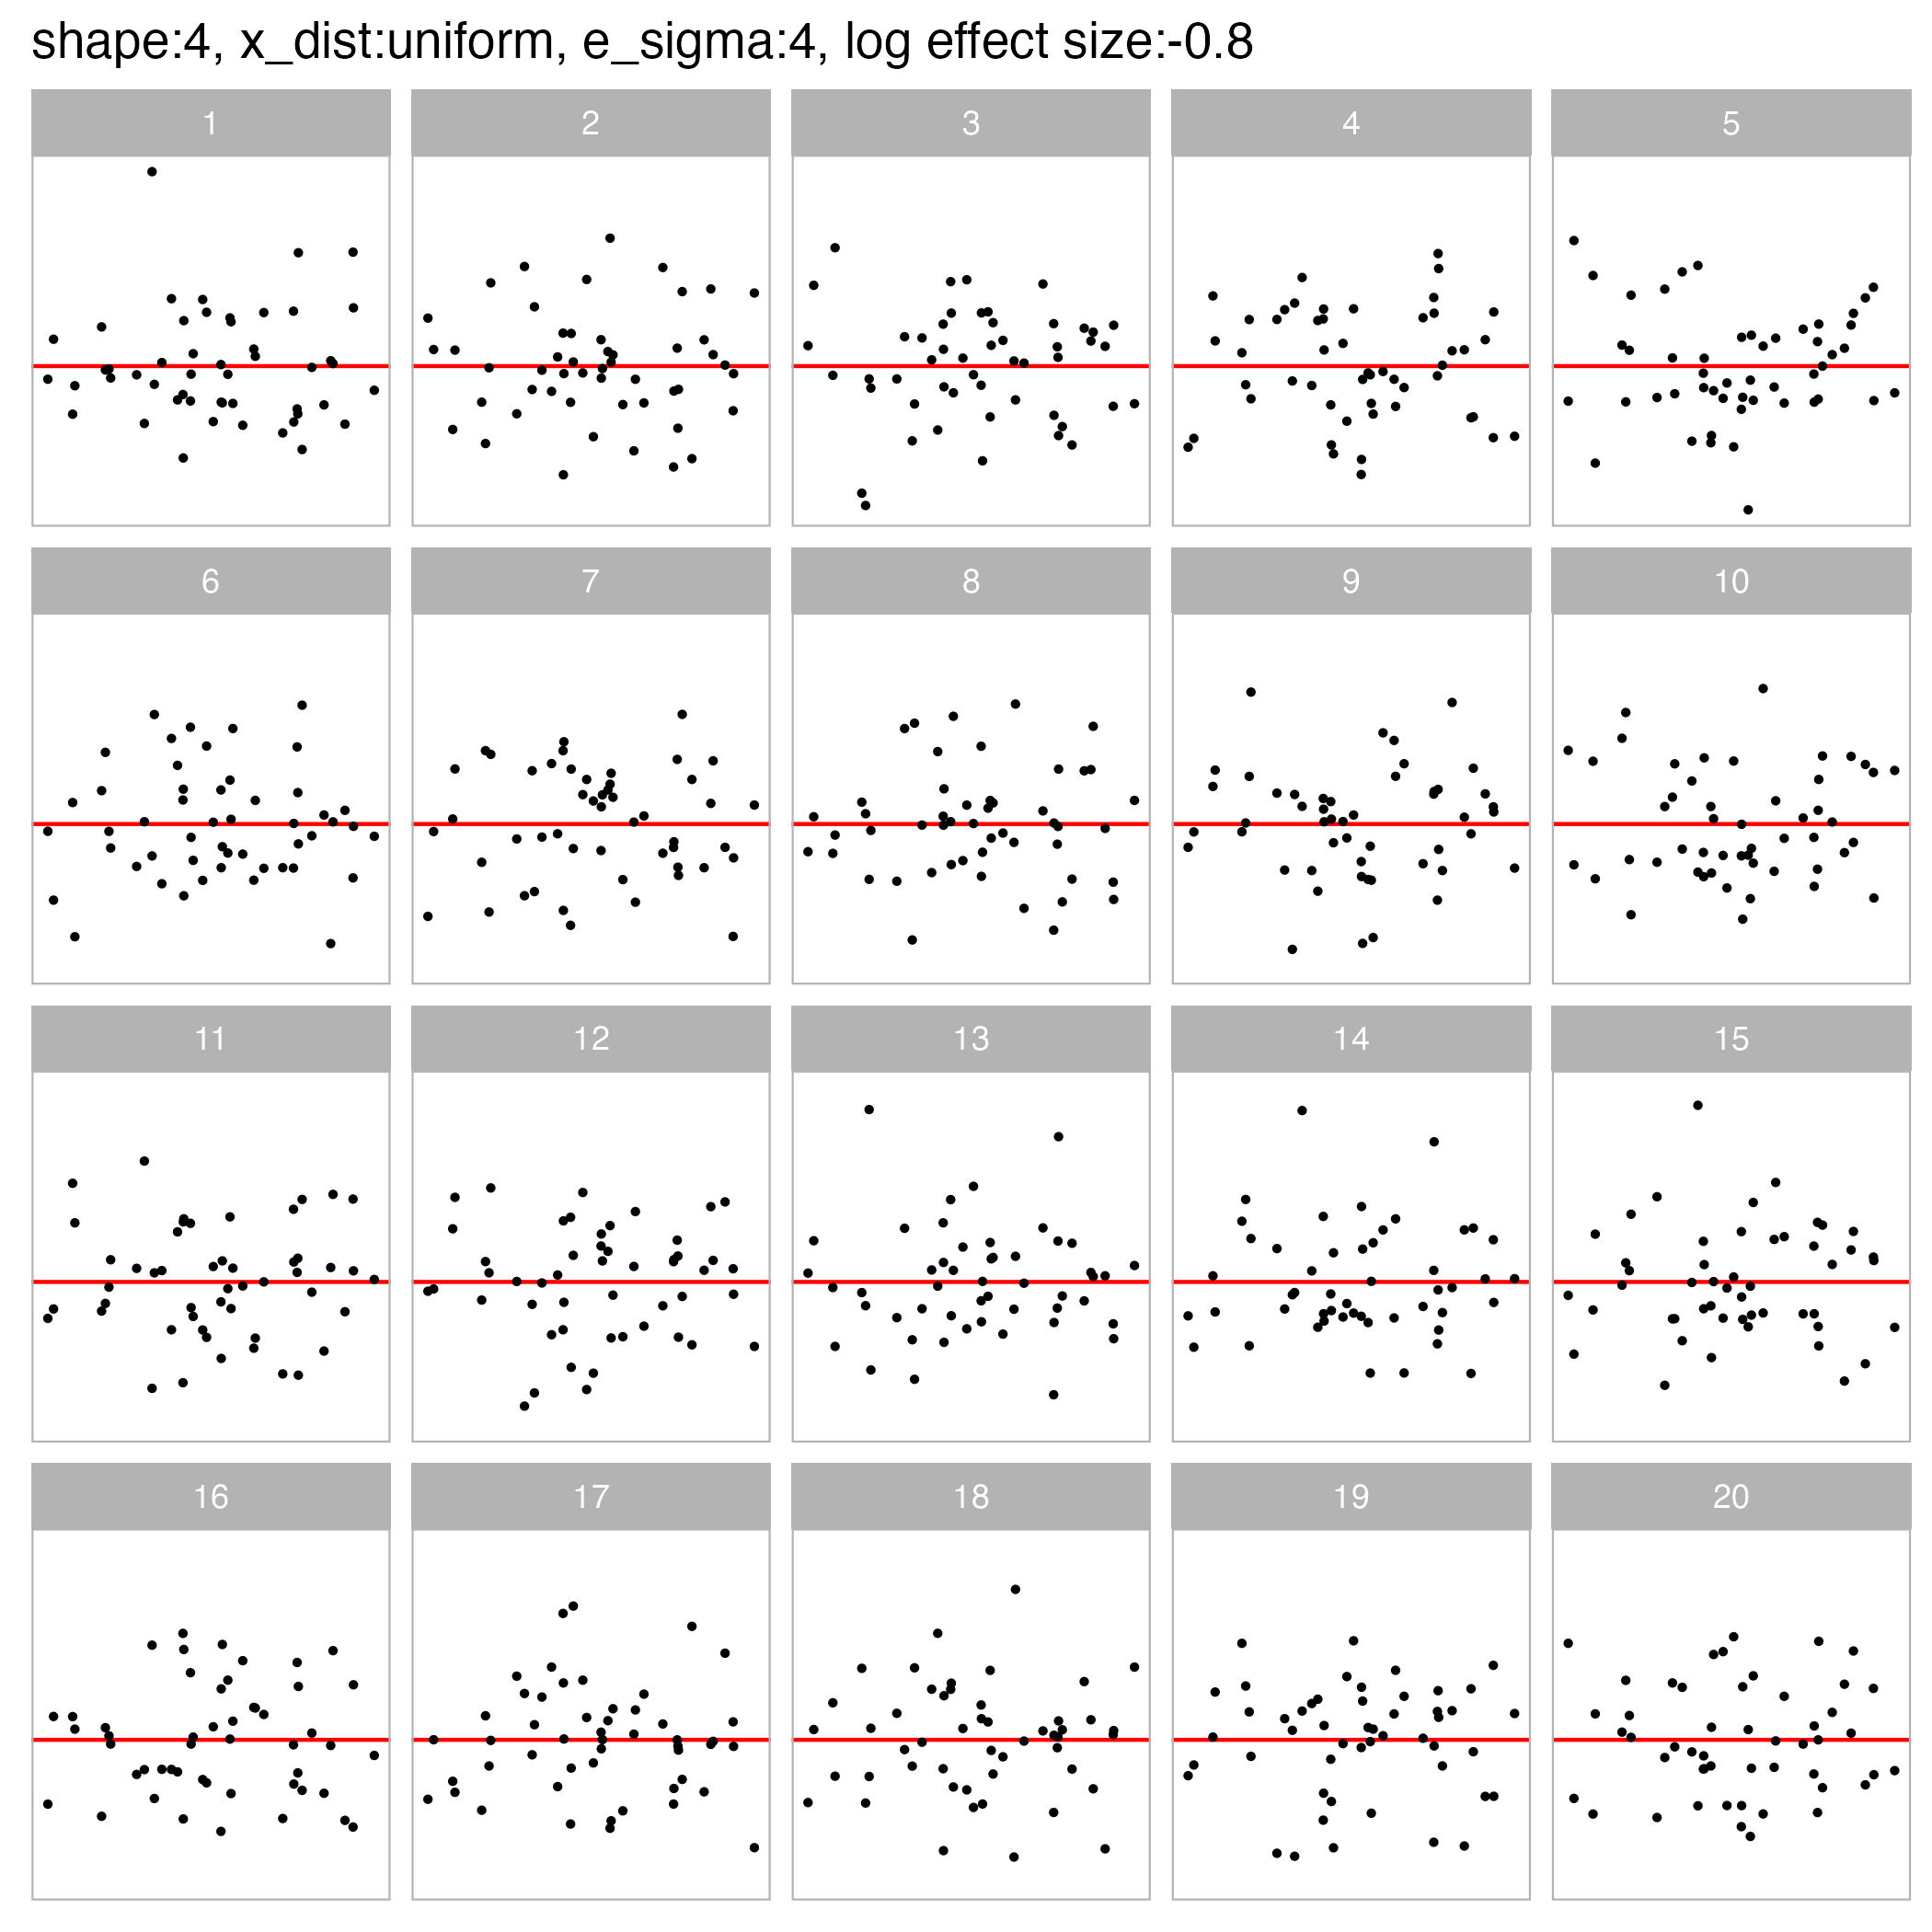 shape:4, x_dist:uniform, e_sigma:4, log effect size:-0.8
1 2 3 4 5
6 7 8 9 10
11 12 13 14 15
16 17 18 19 20